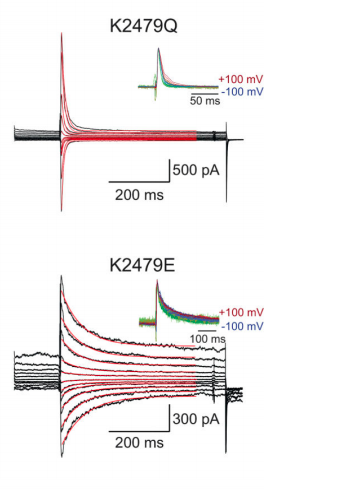 K2479Q
+100 mV
-100 mV
50 ms
500 pA
200 ms
K2479E
+100 mV
-100 mV
100 ms
300 pA
200 ms